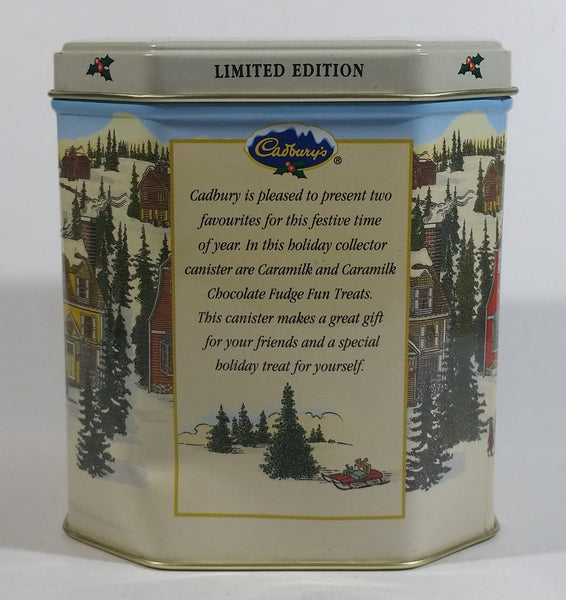 LIMITED EDITION
Cadbury's ®
Cadbury is pleased to present two
favourites for this festive time
of year. In this holiday collector
canister are Caramilk and Caramilk
Chocolate Fudge Fun Treats.
This canister makes a great gift
for your friends and a special
holiday treat for yourself.